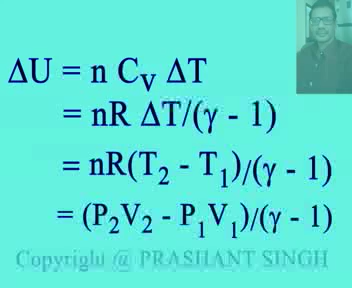 ΔU = n C_V ΔT
= nR ΔT/(γ - 1)
= nR(T₂ - T₁)/(γ - 1)
= (P₂V₂ - P₁V₁)/(γ - 1)
Copyright @ PRASHANT SINGH